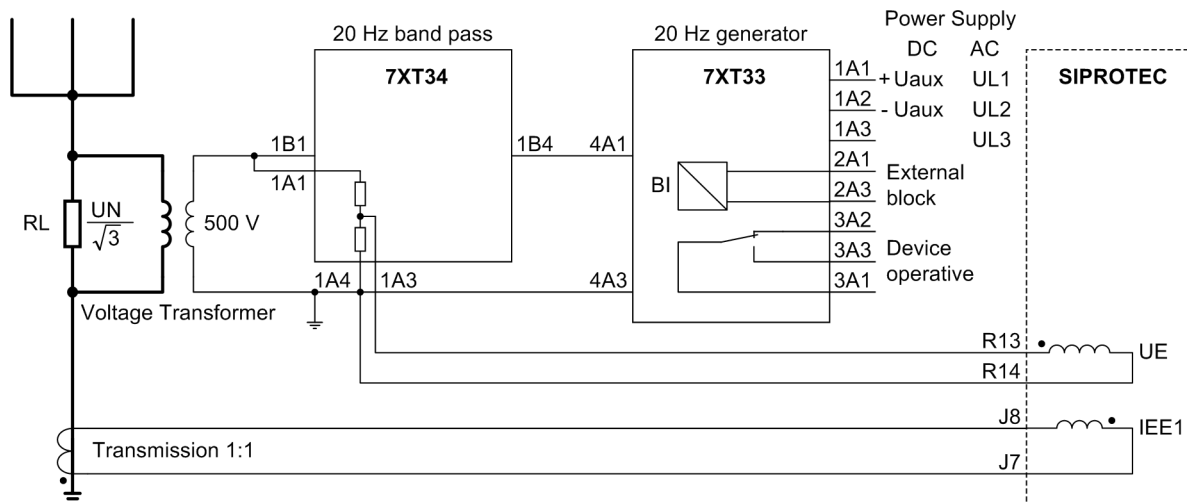 Power Supply
20 Hz band pass
20 Hz generator
DC AC
7XT34
7XT33
SIPROTEC
1A1 + Uaux UL1
1A2 - Uaux UL2
1A3 UL3
1B1
1B4
4A1
2A1
1A1
BI
External
block
2A3
RL
UN
√3
500 V
3A2
3A3
Device
operative
1A4
1A3
4A3
3A1
Voltage Transformer
R13
UE
R14
J8
IEE1
Transmission 1:1
J7